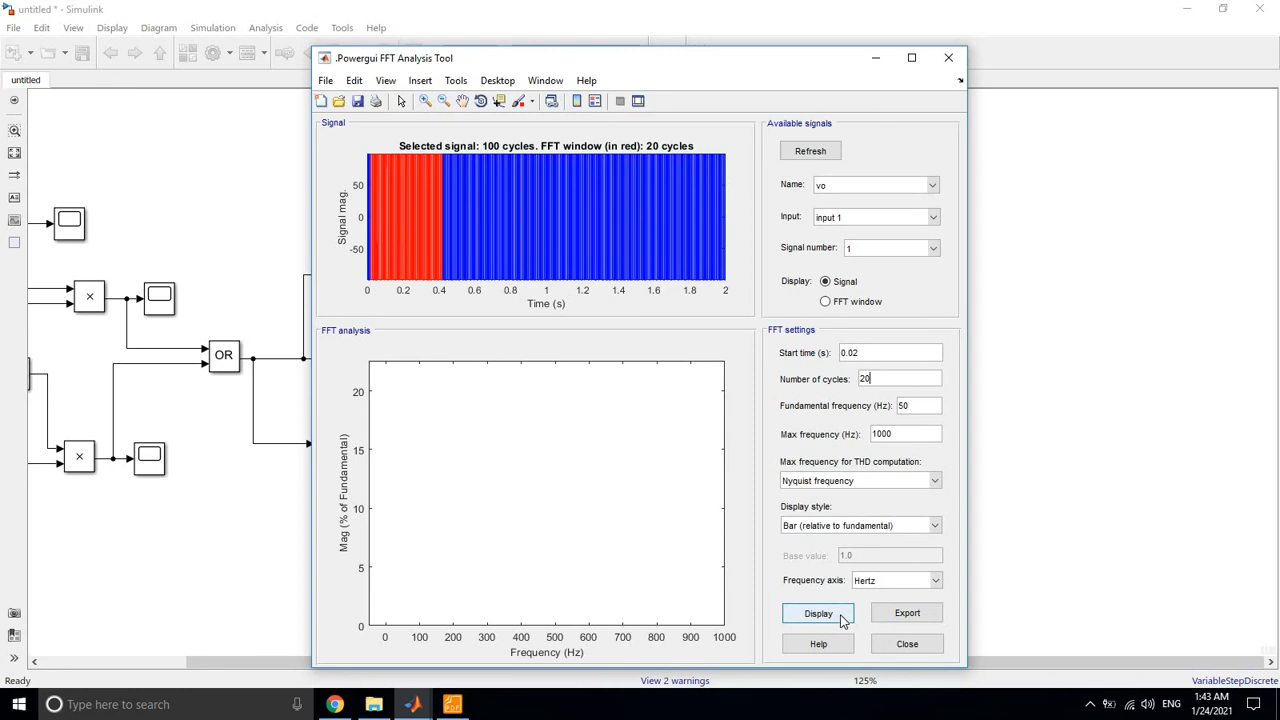 untitled * - Simulink
File Edit View Display Diagram Simulation Analysis Code Tools Help
untitled
OR
×
×
.Powergui FFT Analysis Tool
File Edit View Insert Tools Desktop Window Help
Signal
Selected signal: 100 cycles. FFT window (in red): 20 cycles
Signal mag.
50
0
-50
0 0.2 0.4 0.6 0.8 1 1.2 1.4 1.6 1.8 2
Time (s)
FFT analysis
Mag (% of Fundamental)
20
15
10
5
0
0 100 200 300 400 500 600 700 800 900 1000
Frequency (Hz)
Available signals
Refresh
Name: vo
Input: input 1
Signal number: 1
Display: Signal
FFT window
FFT settings
Start time (s): 0.02
Number of cycles: 20
Fundamental frequency (Hz): 50
Max frequency (Hz): 1000
Max frequency for THD computation:
Nyquist frequency
Display style:
Bar (relative to fundamental)
Base value: 1.0
Frequency axis: Hertz
Display Export
Help Close
Ready View 2 warnings 125% VariableStepDiscrete
Type here to search
ENG
1:43 AM
1/24/2021